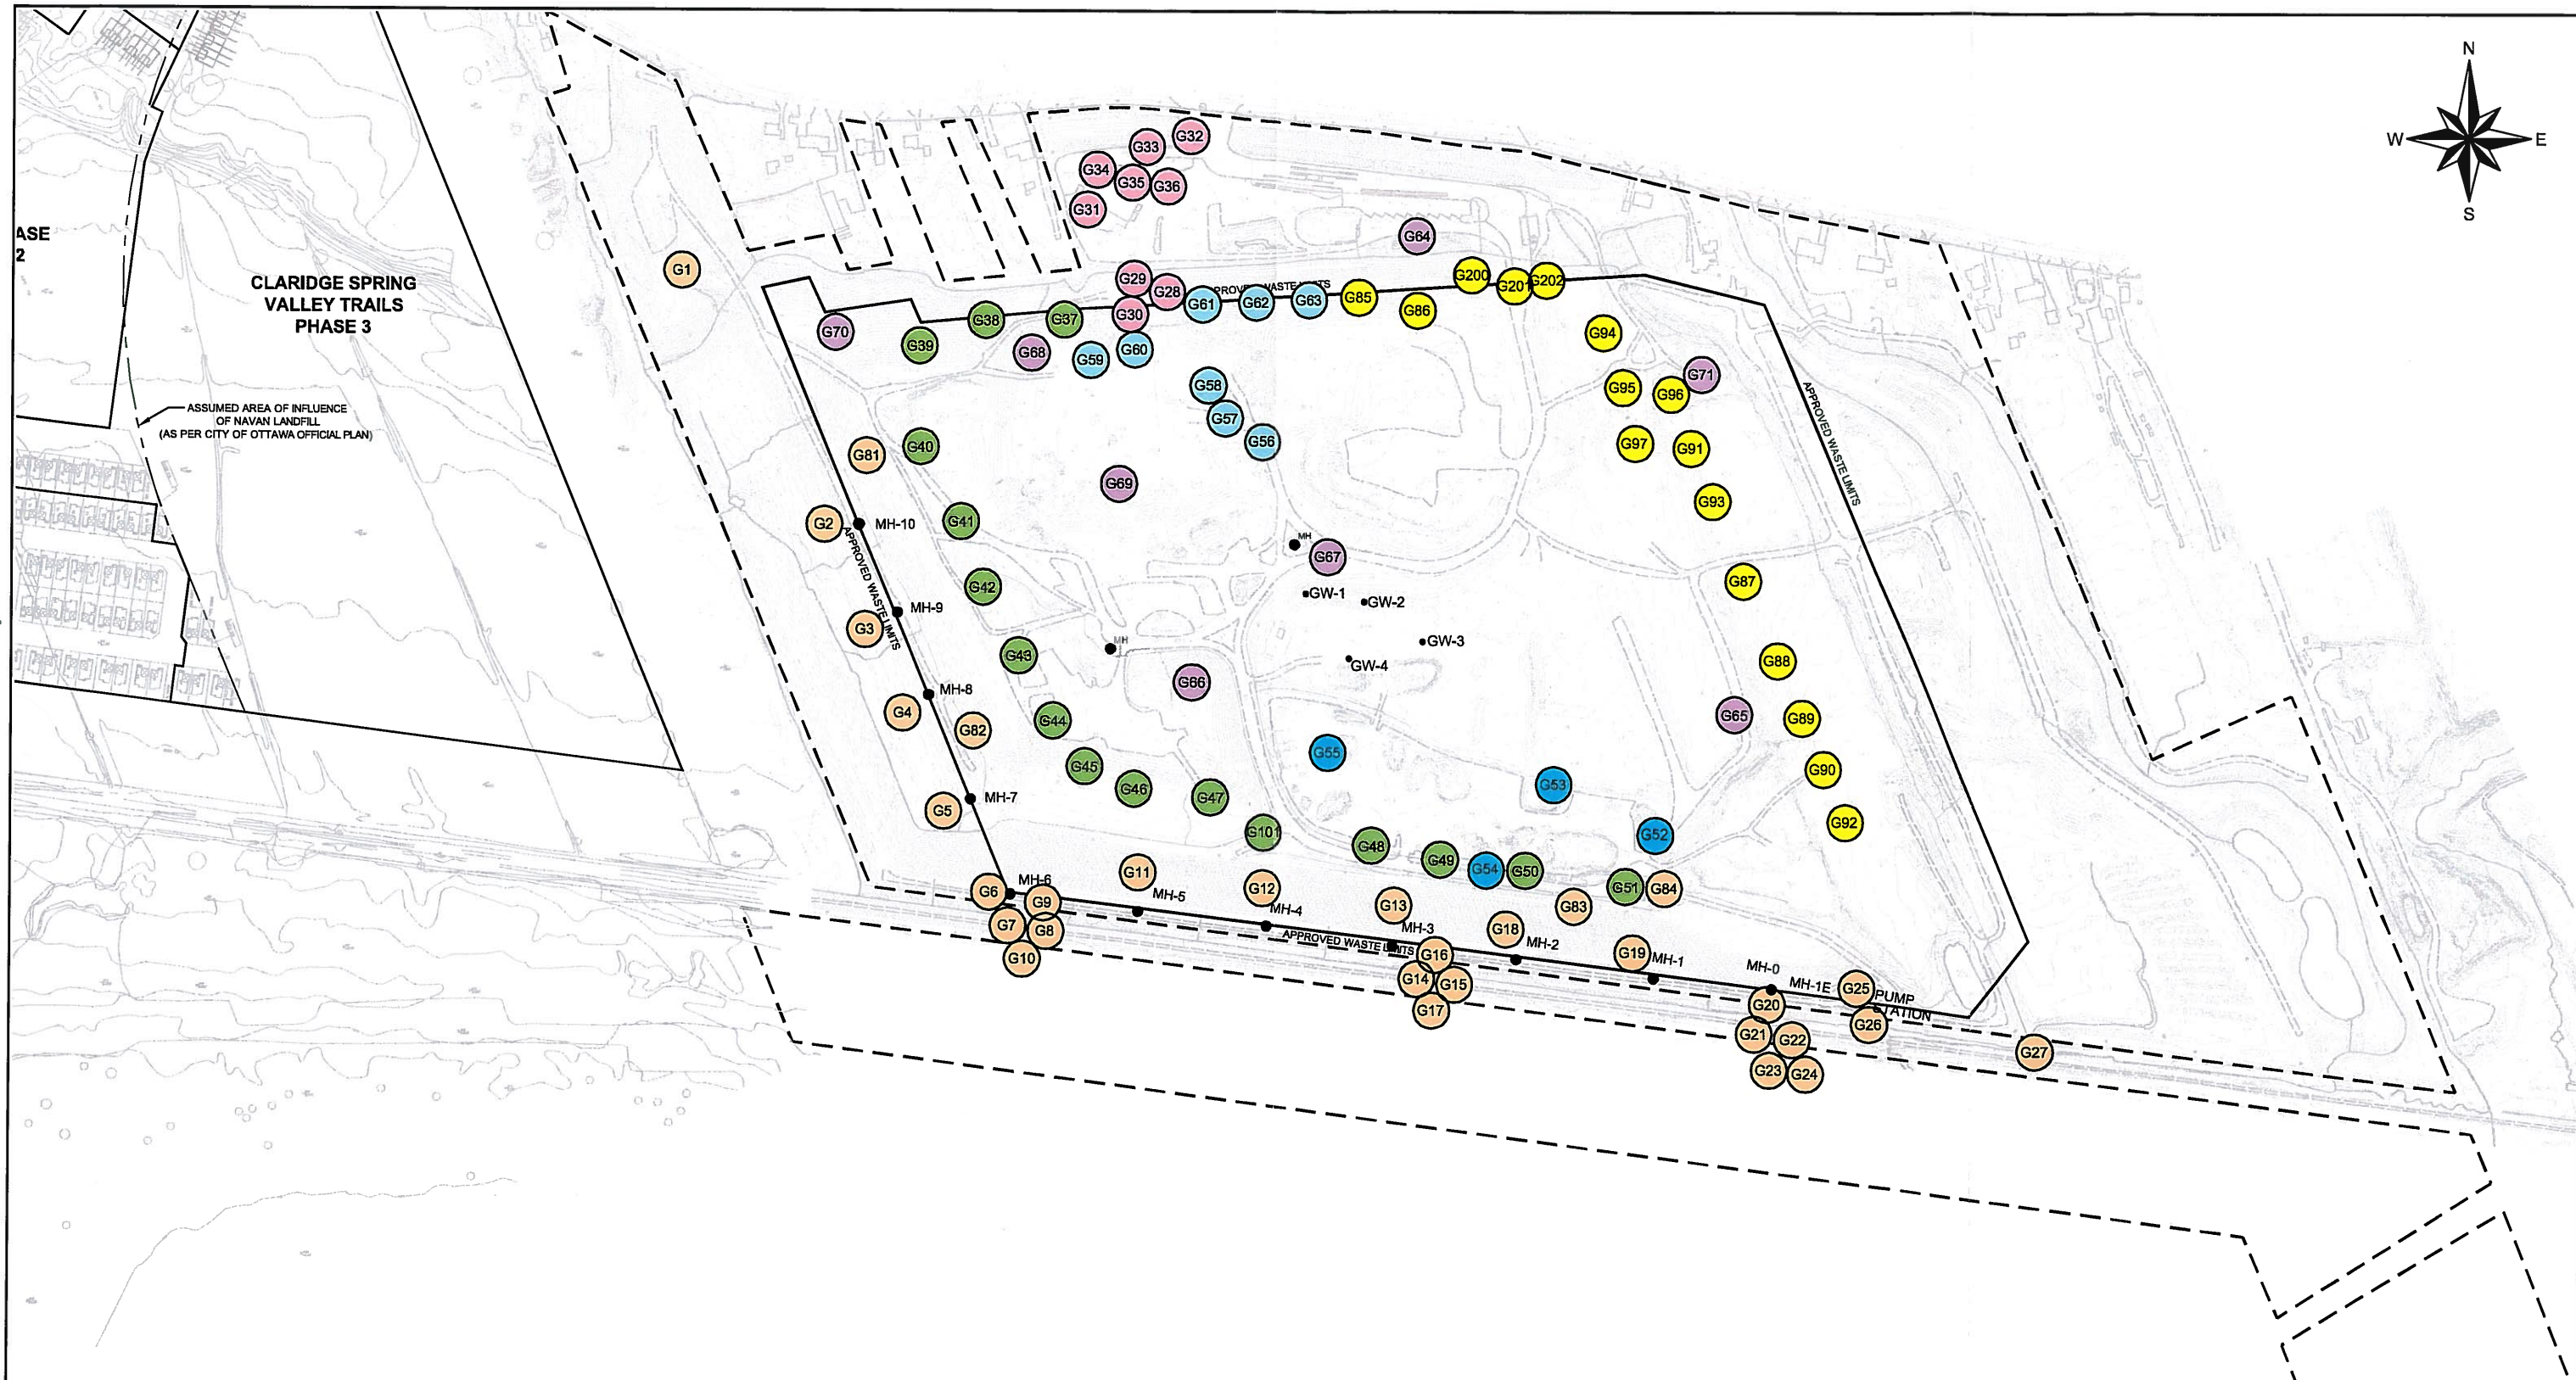 N
W E
S
ASE
2
CLARIDGE SPRING
VALLEY TRAILS
PHASE 3
ASSUMED AREA OF INFLUENCE
OF NAVAN LANDFILL
(AS PER CITY OF OTTAWA OFFICIAL PLAN)
G32
G33
G34
G35
G36
G31
G64
G1
G29
G28
G30
G61
G62
G63
APPROVED WASTE LIMITS
G85
G86
G200
G201
G202
G70
G39
G38
G37
G68
G59
G60
G94
G58
G57
G56
G95
G96
G71
APPROVED WASTE LIMITS
G81
G40
G97
G91
G69
G93
G2
MH-10
G41
APPROVED WASTE LIMITS
MH
G67
G42
GW-1
GW-2
G87
MH-9
G3
G43
MH
GW-3
GW-4
G88
MH-8
G66
G4
G82
G44
G65
G89
G55
G45
G46
G47
G53
G90
MH-7
G5
G101
G48
G49
G54
G50
G52
G92
G51
G84
G11
G12
MH-6
G6
G9
MH-5
G13
G83
MH-4
G7
G8
G10
MH-3
APPROVED WASTE LIMITS
G18
MH-2
G16
G14
G15
G17
G19
MH-1
MH-0
MH-1E
G25
PUMP
STATION
G20
G26
G21
G22
G23
G24
G27